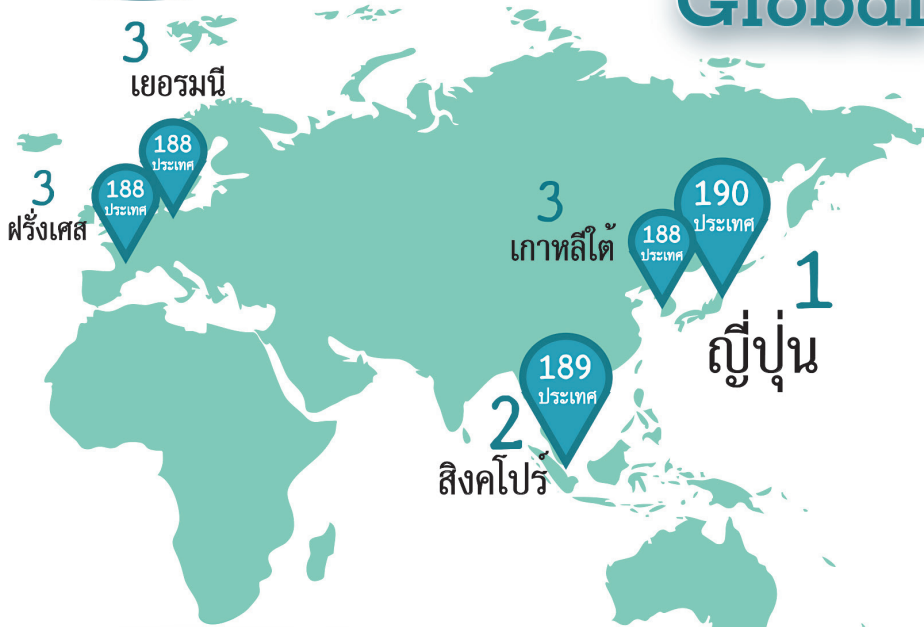 Global
3
เยอรมนี
188
ประเทศ
3
ฝรั่งเศส
188
ประเทศ
3
เกาหลีใต้
188
ประเทศ
190
ประเทศ
1
ญี่ปุ่น
189
ประเทศ
2
สิงคโปร์